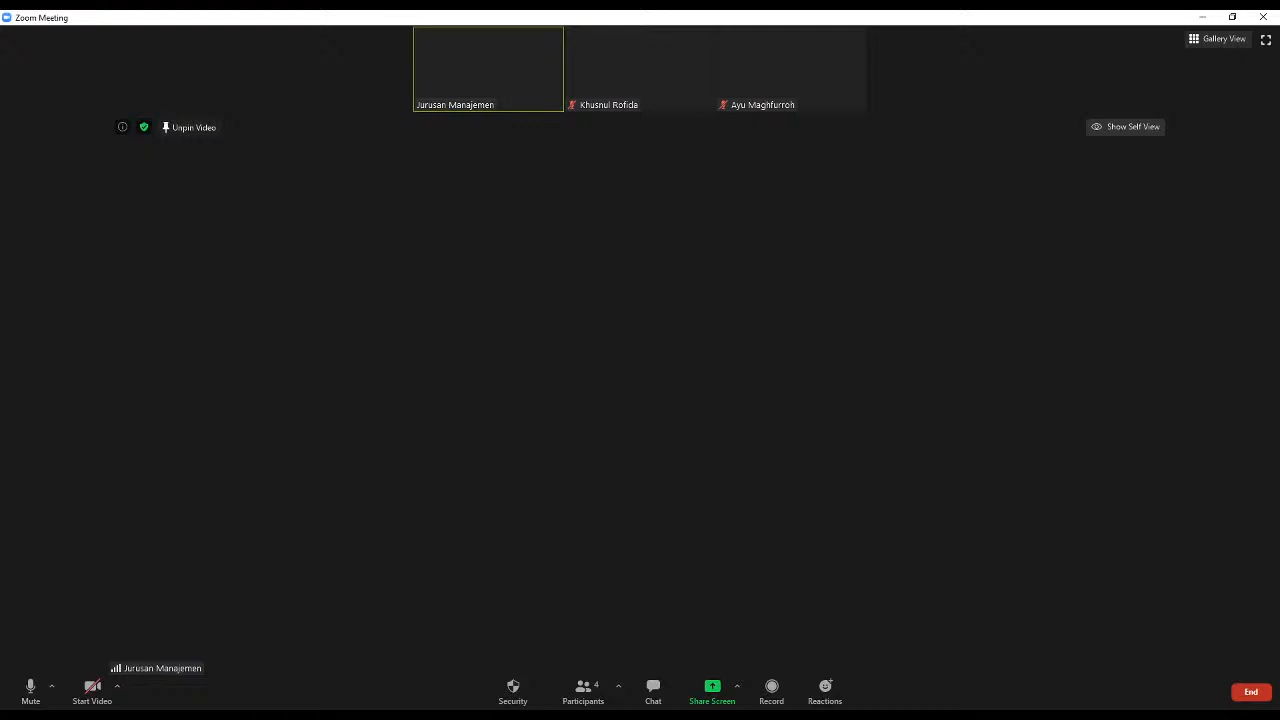 Zoom Meeting
Gallery View
Jurusan Manajemen
Khusnul Rofida
Ayu Maghfurroh
Unpin Video
Show Self View
Jurusan Manajemen
Mute
Start Video
Security
4
Participants
Chat
Share Screen
Record
Reactions
End